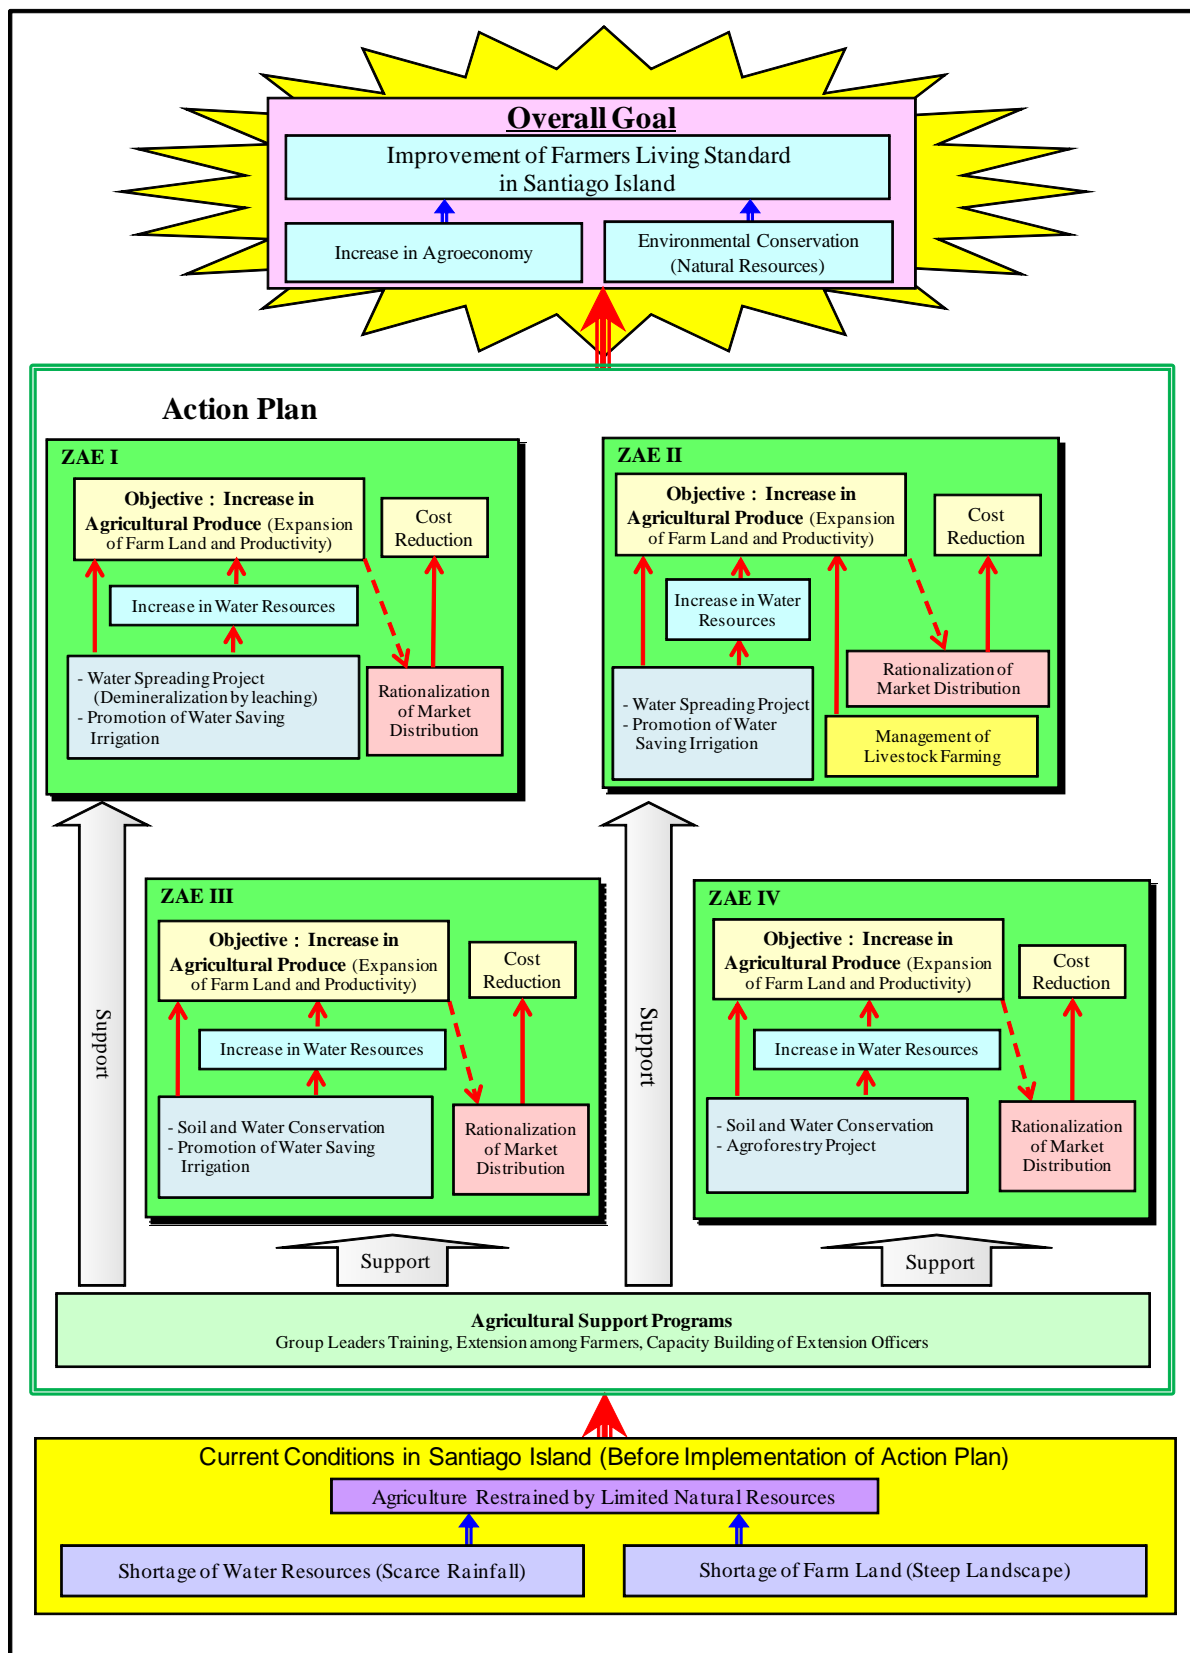 Overall Goal
Improvement of Farmers Living Standard
in Santiago Island
Increase in Agroeconomy
Environmental Conservation
(Natural Resources)
Action Plan
ZAE I
Objective : Increase in
Agricultural Produce (Expansion
of Farm Land and Productivity)
Cost
Reduction
Increase in Water Resources
- Water Spreading Project
(Demineralization by leaching)
- Promotion of Water Saving
Irrigation
Rationalization
of Market
Distribution
ZAE II
Objective : Increase in
Agricultural Produce (Expansion
of Farm Land and Productivity)
Cost
Reduction
Increase in Water
Resources
Rationalization of
Market Distribution
- Water Spreading Project
- Promotion of Water
Saving Irrigation
Management of
Livestock Farming
Support
Support
ZAE III
Objective : Increase in
Agricultural Produce (Expansion
of Farm Land and Productivity)
Cost
Reduction
Increase in Water Resources
- Soil and Water Conservation
- Promotion of Water Saving
Irrigation
Rationalization
of Market
Distribution
ZAE IV
Objective : Increase in
Agricultural Produce (Expansion
of Farm Land and Productivity)
Cost
Reduction
Increase in Water Resources
- Soil and Water Conservation
- Agroforestry Project
Rationalization
of Market
Distribution
Support
Support
Agricultural Support Programs
Group Leaders Training, Extension among Farmers, Capacity Building of Extension Officers
Current Conditions in Santiago Island (Before Implementation of Action Plan)
Agriculture Restrained by Limited Natural Resources
Shortage of Water Resources (Scarce Rainfall)
Shortage of Farm Land (Steep Landscape)